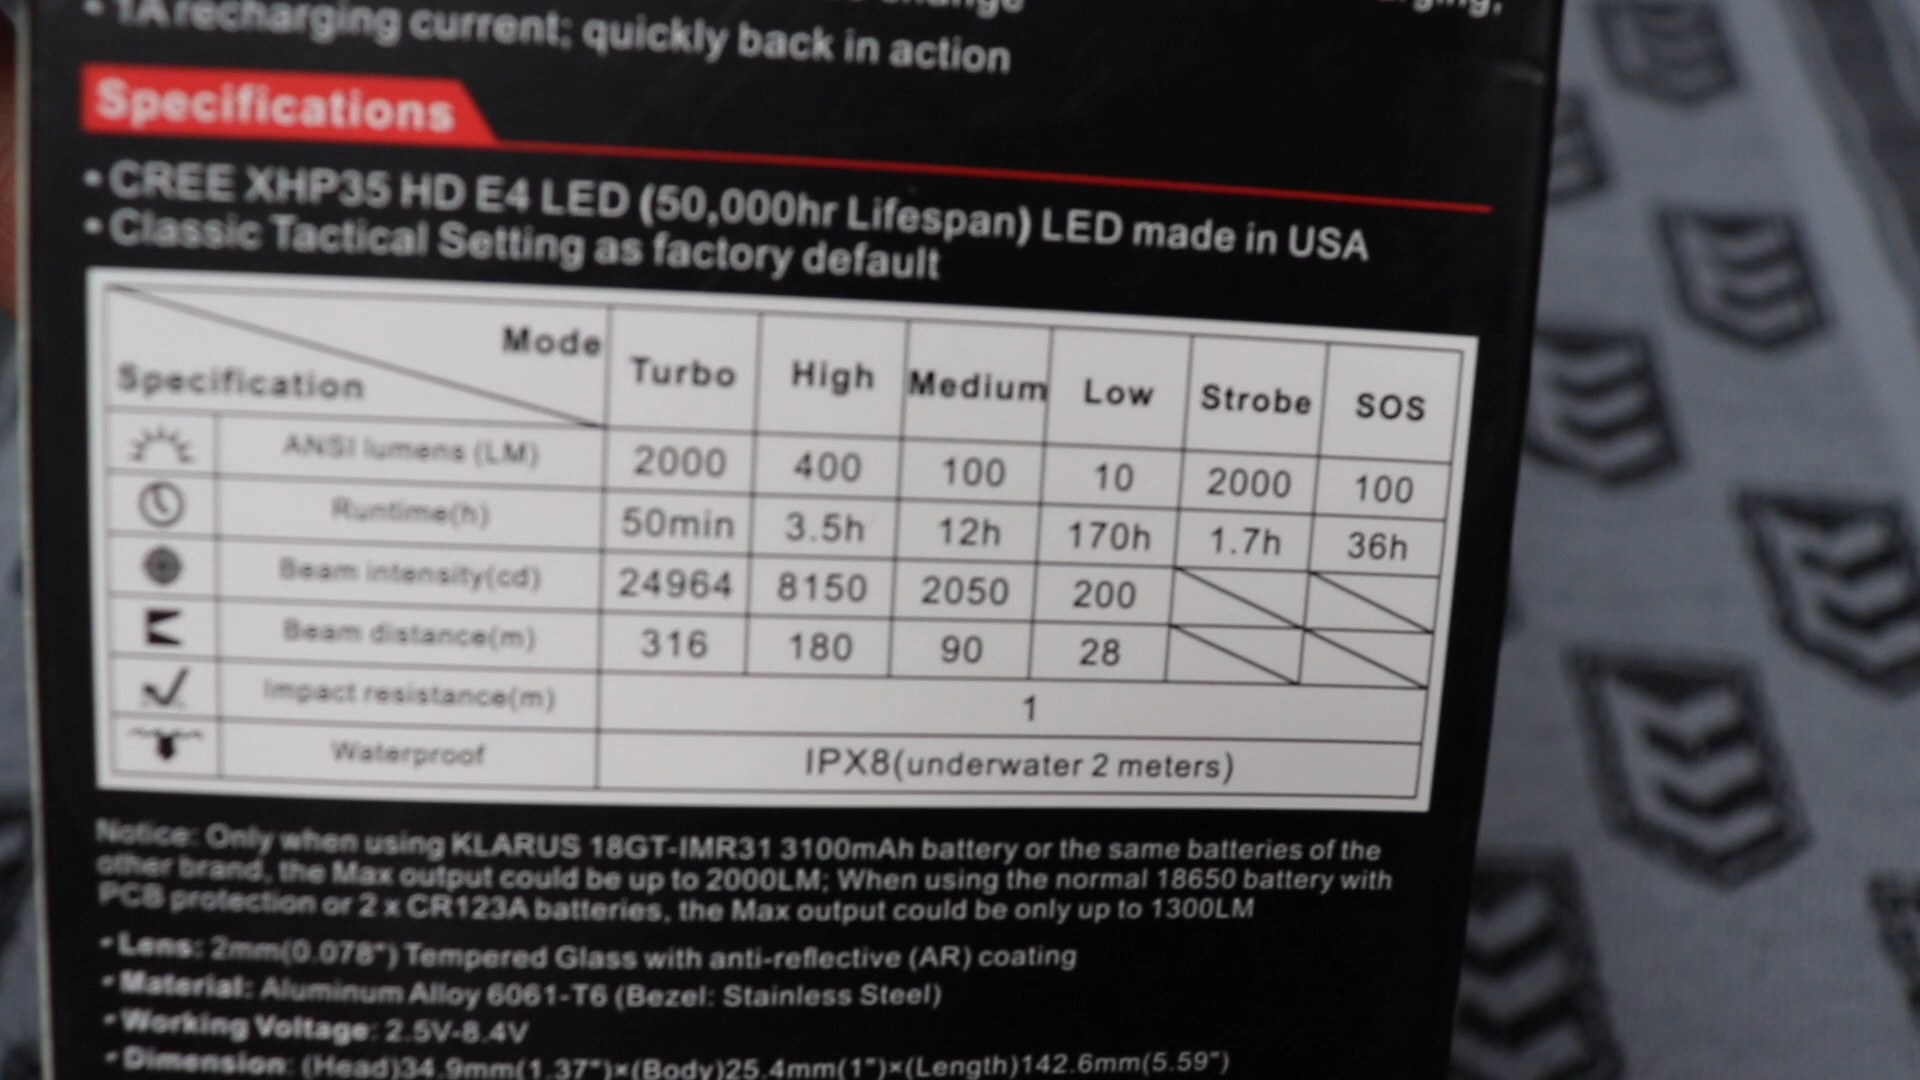 • 1A recharging current; quickly back in action
Specifications
• CREE XHP35 HD E4 LED (50,000hr Lifespan) LED made in USA
• Classic Tactical Setting as factory default
Mode
Specification
Turbo High Medium Low Strobe SOS
ANSI lumens (LM) 2000 400 100 10 2000 100
Runtime(h) 50min 3.5h 12h 170h 1.7h 36h
Beam intensity(cd) 24964 8150 2050 200
Beam distance(m) 316 180 90 28
Impact resistance(m) 1
Waterproof IPX8(underwater 2 meters)
Notice: Only when using KLARUS 18GT-IMR31 3100mAh battery or the same batteries of the
other brand, the Max output could be up to 2000LM; When using the normal 18650 battery with
PCB protection or 2 x CR123A batteries, the Max output could be only up to 1300LM
• Lens: 2mm(0.078") Tempered Glass with anti-reflective (AR) coating
• Material: Aluminum Alloy 6061-T6 (Bezel: Stainless Steel)
• Working Voltage: 2.5V-8.4V
• Dimension: (Head)34.9mm(1.37")×(Body)25.4mm(1")×(Length)142.6mm(5.59")